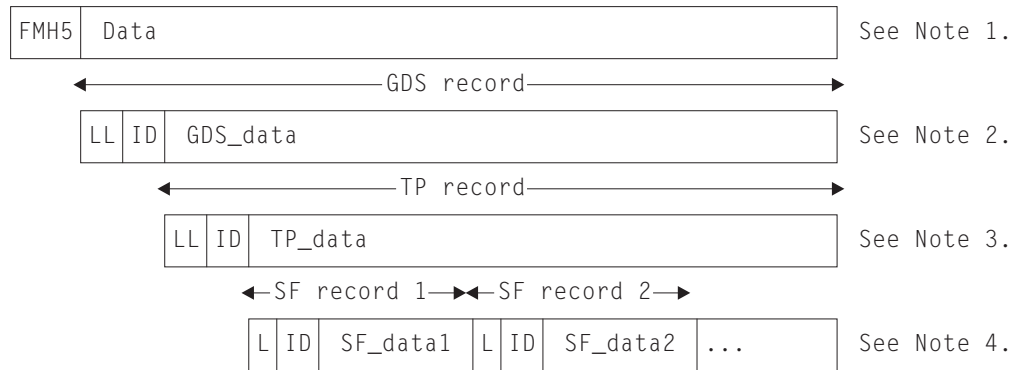 FMH5 Data See Note 1.
GDS record
LL ID GDS_data See Note 2.
TP record
LL ID TP_data See Note 3.
SF record 1 SF record 2
L ID SF_data1 L ID SF_data2 ... See Note 4.